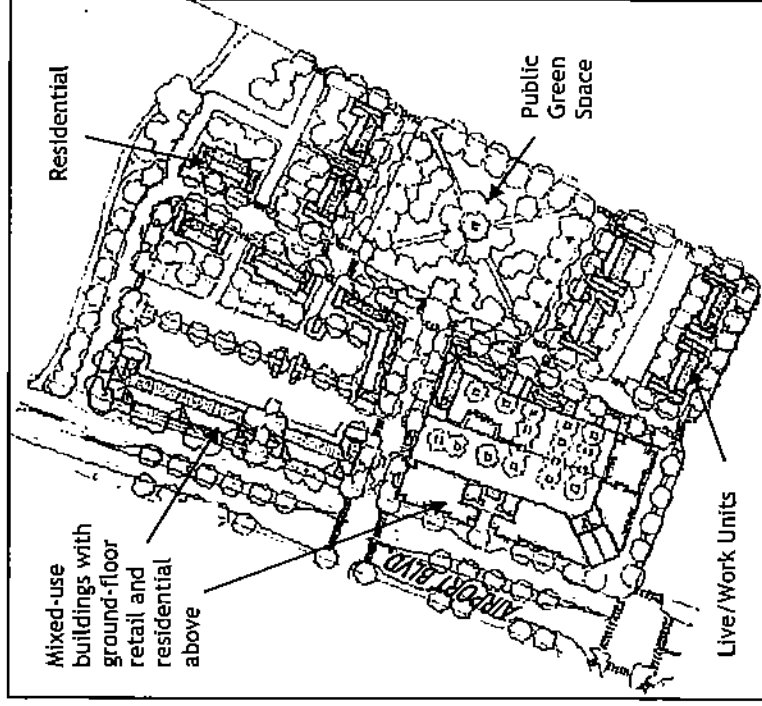 Residential
Public
Green
Space
Mixed-use
buildings with
ground-floor
retail and
residential
above
AIRPORT BLVD
Live/Work Units